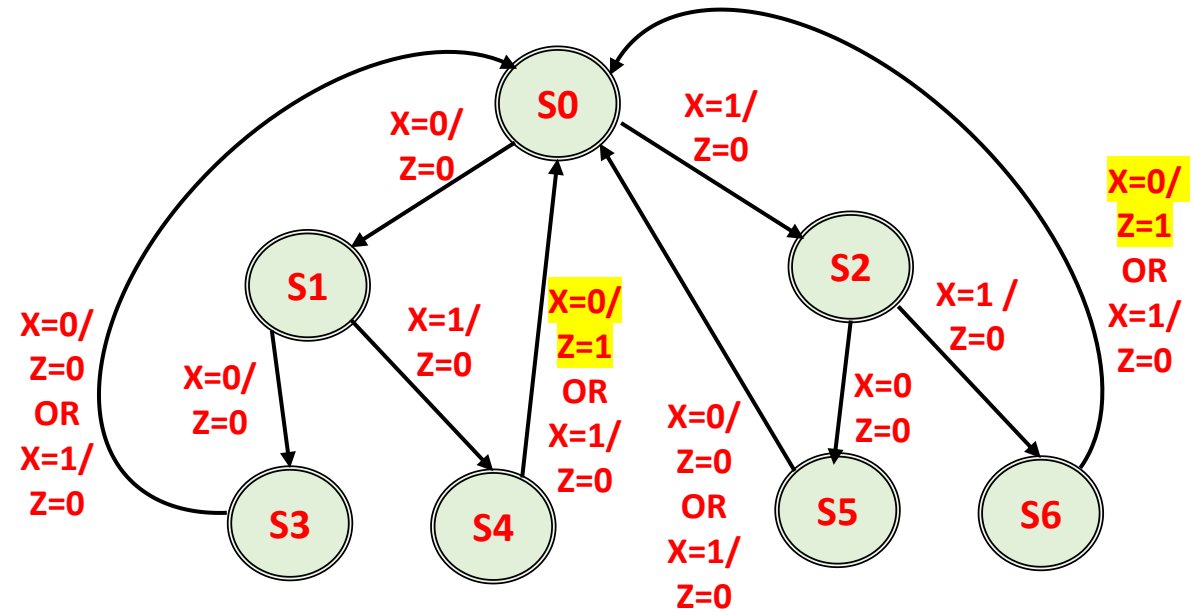 S0
X=0/
Z=0
X=1/
Z=0
X=0/
Z=1
OR
X=1/
Z=0
S1
S2
X=0/
Z=0
OR
X=1/
Z=0
X=0/
Z=0
X=1/
Z=0
X=0/
Z=1
OR
X=1/
Z=0
X=0/
Z=0
OR
X=1/
Z=0
X=0
Z=0
X=1 /
Z=0
S3
S4
S5
S6